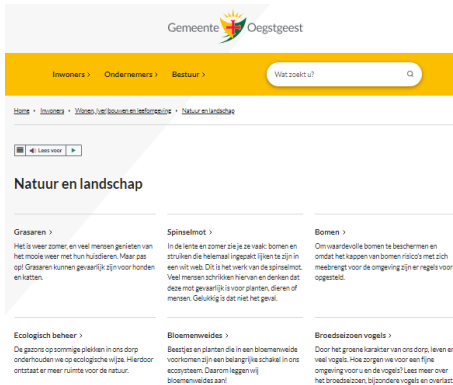 Gemeente Oegstgeest
Inwoners > Ondernemers > Bestuur > Wat zoekt u?
Home • Inwoners • Wonen, (ver)bouwen en leefomgeving • Natuur en landschap
Lees voor
Natuur en landschap
Grasaren >
Het is weer zomer, en veel mensen genieten van
het mooie weer met hun huisdieren. Maar pas
op! Grasaren kunnen gevaarlijk zijn voor honden
en katten.
Spinselmot >
In de lente en zomer zie je ze vaak: bomen en
struiken die helemaal ingepakt lijken te zijn in
een wit web. Dit is het werk van de spinselmot.
Veel mensen schrikken hiervan en denken dat
deze mot gevaarlijk is voor planten, dieren of
mensen. Gelukkig is dat niet het geval.
Bomen >
Om waardevolle bomen te beschermen en
omdat het kappen van bomen risico's met zich
meebrengt voor de omgeving zijn er regels voor
opgesteld.
Ecologisch beheer >
De gazons op sommige plekken in ons dorp
onderhouden we op ecologische wijze. Hierdoor
ontstaat er meer ruimte voor de natuur.
Bloemenweides >
Beestjes en planten die in een bloemenweide
voorkomen zijn een belangrijke schakel in ons
ecosysteem. Daarom leggen wij
bloemenweides aan!
Broedseizoen vogels >
Door het groene karakter van ons dorp, leven er
veel vogels. Hoe zorgen we voor een fijne
omgeving voor u en de vogels? Lees meer over
het broedseizoen, bijzondere vogels en overlast